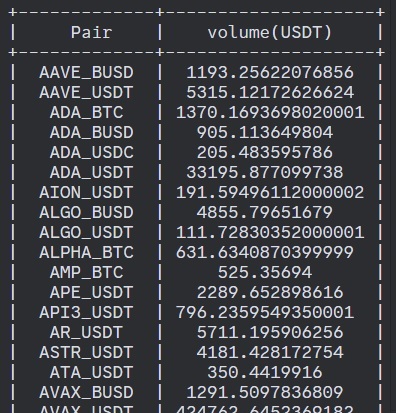 +-------------+--------------------+
| Pair | volume(USDT) |
+-------------+--------------------+
| AAVE_BUSD | 1193.25622076856 |
| AAVE_USDT | 5315.12172626624 |
| ADA_BTC | 1370.1693698020001 |
| ADA_BUSD | 905.113649804 |
| ADA_USDC | 205.483595786 |
| ADA_USDT | 33195.877099738 |
| AION_USDT | 191.59496112000002 |
| ALGO_BUSD | 4855.79651679 |
| ALGO_USDT | 111.72830352000001 |
| ALPHA_BTC | 631.6340870399999 |
| AMP_BTC | 525.35694 |
| APE_USDT | 2289.652898616 |
| API3_USDT | 796.2359549350001 |
| AR_USDT | 5711.195906256 |
| ASTR_USDT | 4181.428172754 |
| ATA_USDT | 350.4419916 |
| AVAX_BUSD | 1291.5097836809 |
| AVAX_USDT | 424762.6452369182 |